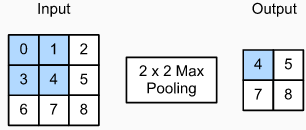 Input
Output
0 1 2
3 4 5
6 7 8
2 x 2 Max
Pooling
4 5
7 8